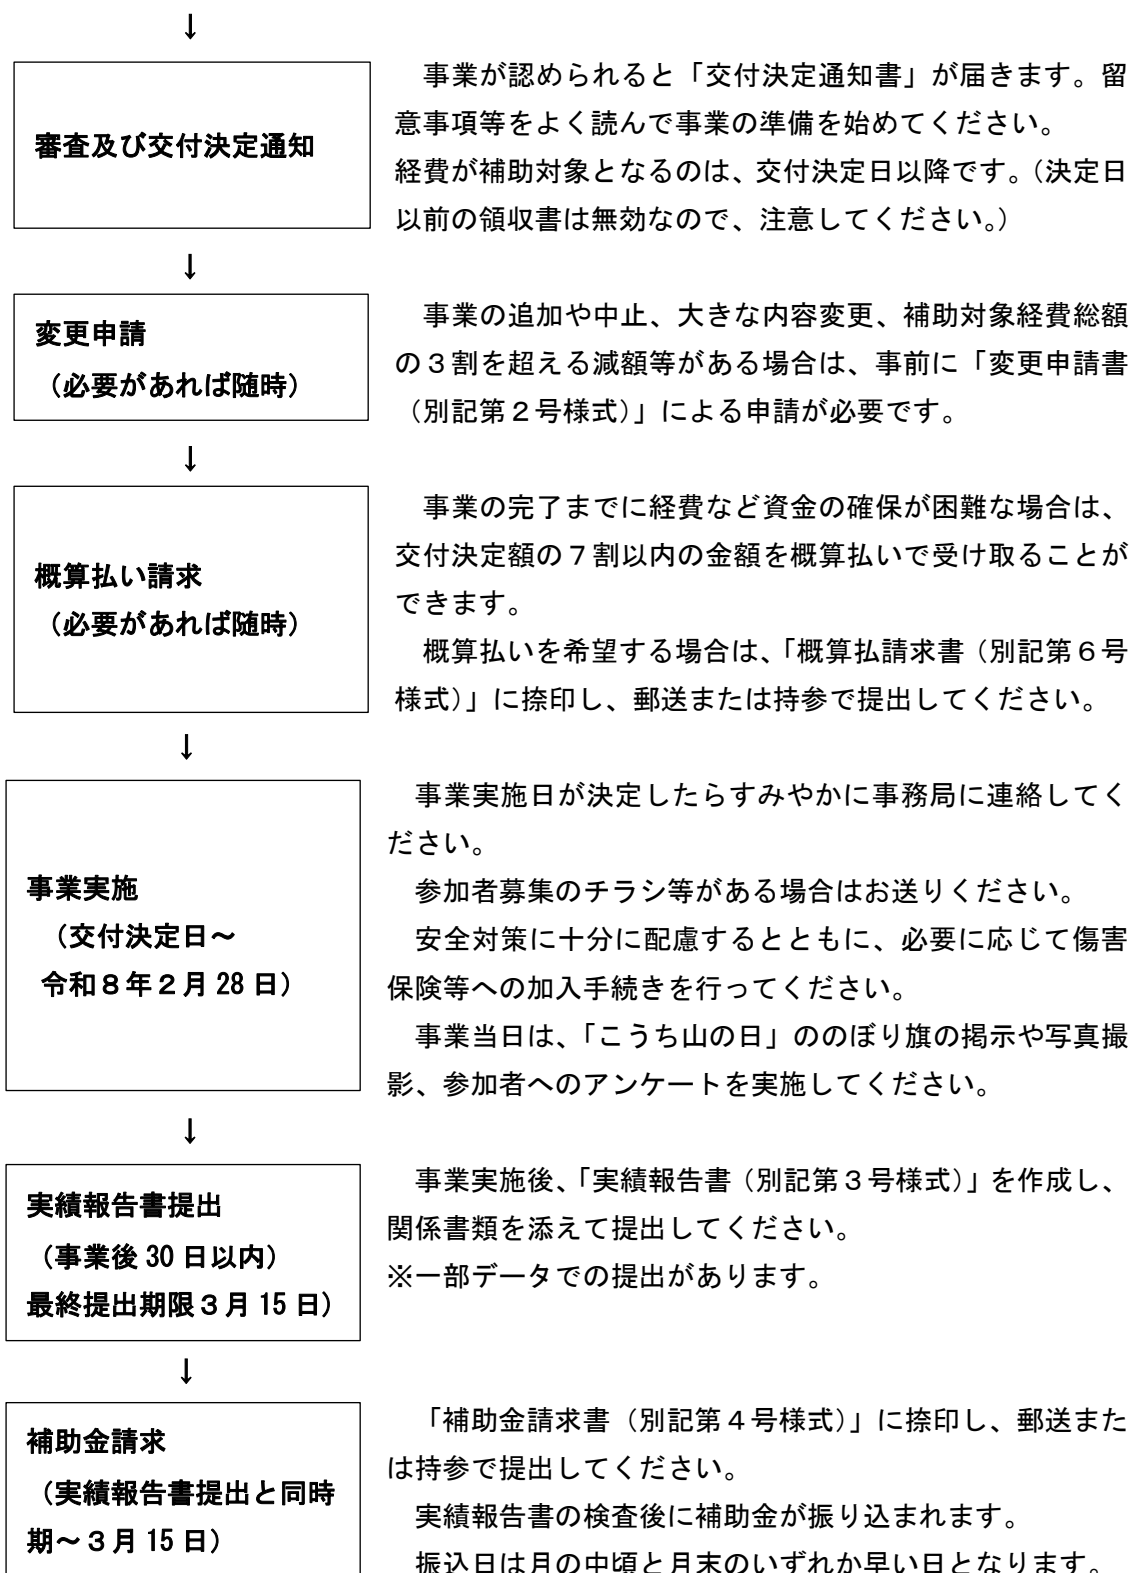 ↓
審査及び交付決定通知
事業が認められると「交付決定通知書」が届きます。留
意事項等をよく読んで事業の準備を始めてください。
経費が補助対象となるのは、交付決定日以降です。（決定日
以前の領収書は無効なので、注意してください。）
↓
変更申請
（必要があれば随時）
事業の追加や中止、大きな内容変更、補助対象経費総額
の３割を超える減額等がある場合は、事前に「変更申請書
（別記第２号様式）」による申請が必要です。
↓
概算払い請求
（必要があれば随時）
事業の完了までに経費など資金の確保が困難な場合は、
交付決定額の７割以内の金額を概算払いで受け取ることが
できます。
概算払いを希望する場合は、「概算払請求書（別記第６号
様式）」に捺印し、郵送または持参で提出してください。
↓
事業実施
（交付決定日～
令和８年２月 28 日）
事業実施日が決定したらすみやかに事務局に連絡してく
ださい。
参加者募集のチラシ等がある場合はお送りください。
安全対策に十分に配慮するとともに、必要に応じて傷害
保険等への加入手続きを行ってください。
事業当日は、「こうち山の日」ののぼり旗の掲示や写真撮
影、参加者へのアンケートを実施してください。
↓
実績報告書提出
（事業後 30 日以内）
最終提出期限３月 15 日）
事業実施後、「実績報告書（別記第３号様式）」を作成し、
関係書類を添えて提出してください。
※一部データでの提出があります。
↓
補助金請求
（実績報告書提出と同時
期～３月 15 日）
「補助金請求書（別記第４号様式）」に捺印し、郵送また
は持参で提出してください。
実績報告書の検査後に補助金が振り込まれます。
振込日は月の中頃と月末のいずれか早い日となります。